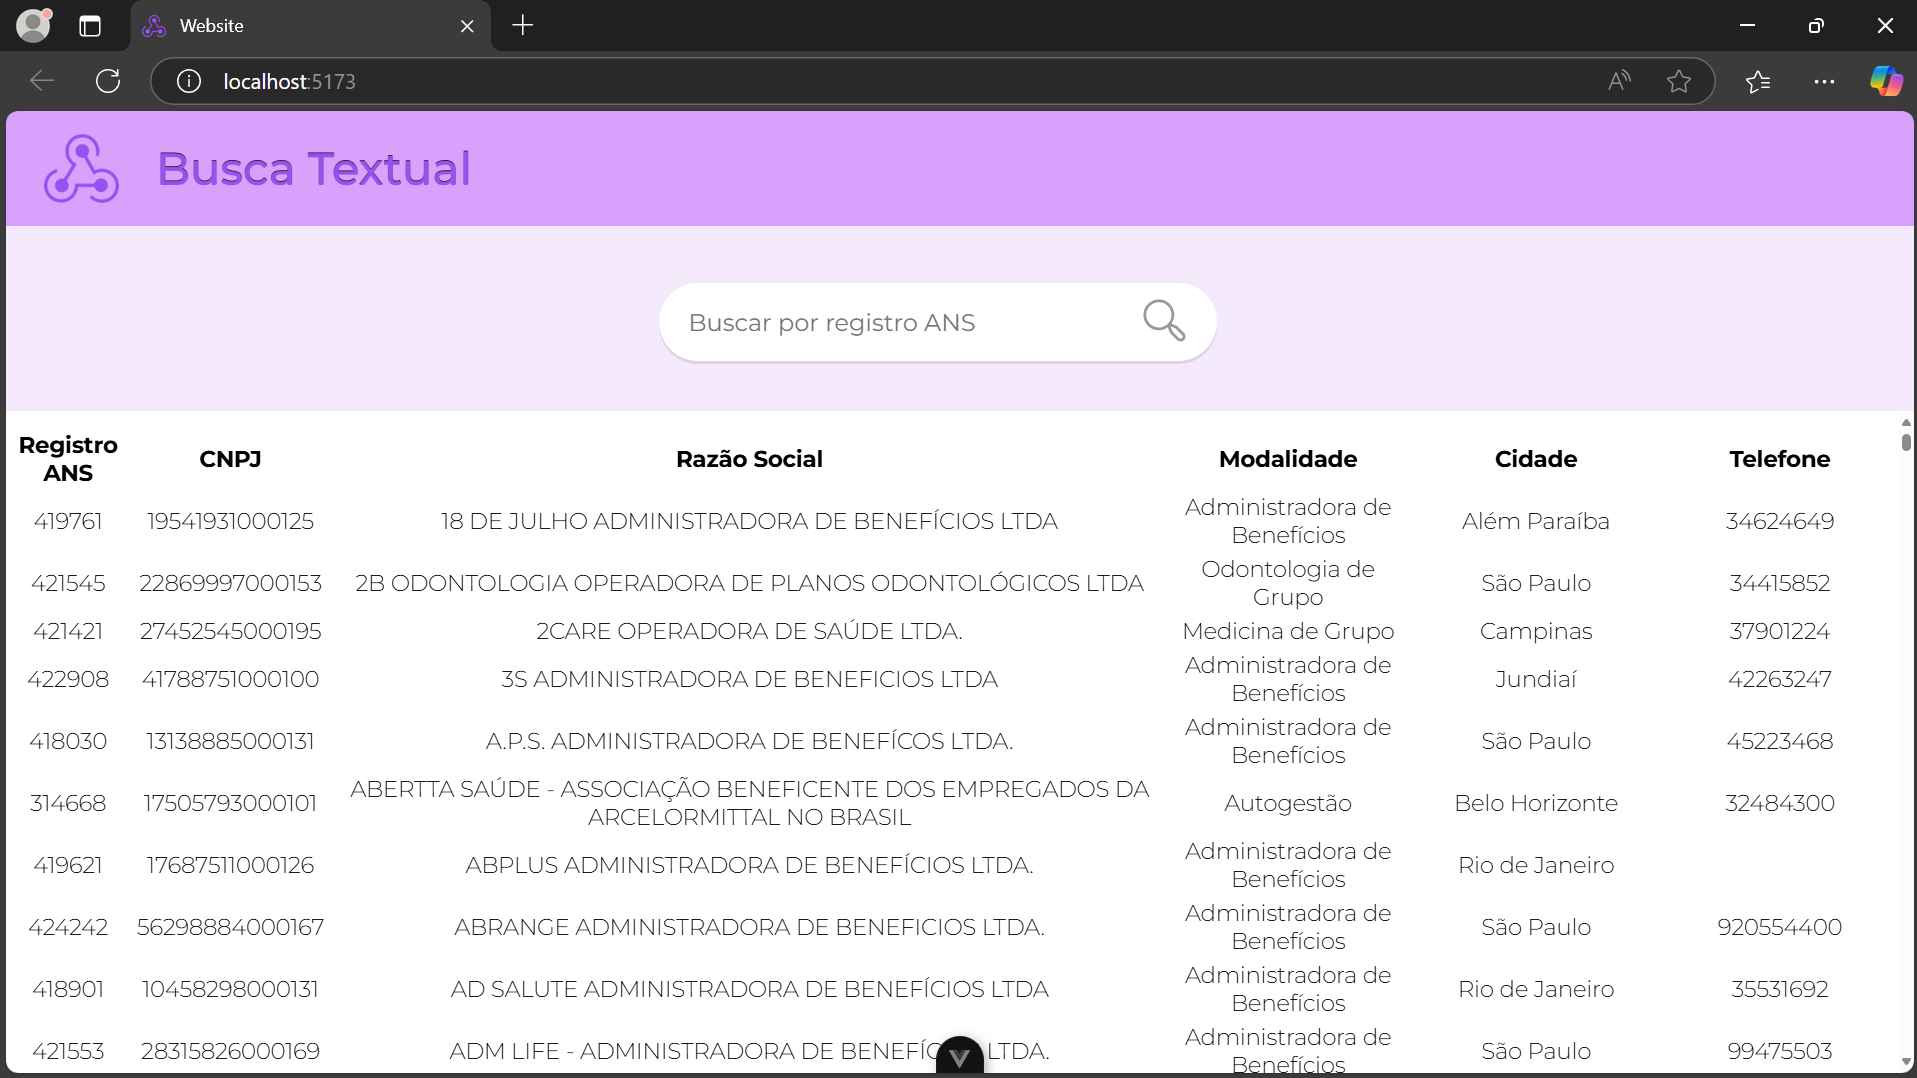 Website
localhost:5173
Busca Textual
Buscar por registro ANS
Registro ANS CNPJ Razão Social Modalidade Cidade Telefone
419761 19541931000125 18 DE JULHO ADMINISTRADORA DE BENEFÍCIOS LTDA Administradora de Benefícios Além Paraíba 34624649
421545 22869997000153 2B ODONTOLOGIA OPERADORA DE PLANOS ODONTOLÓGICOS LTDA Odontologia de Grupo São Paulo 34415852
421421 27452545000195 2CARE OPERADORA DE SAÚDE LTDA. Medicina de Grupo Campinas 37901224
422908 41788751000100 3S ADMINISTRADORA DE BENEFICIOS LTDA Administradora de Benefícios Jundiaí 42263247
418030 13138885000131 A.P.S. ADMINISTRADORA DE BENEFÍCOS LTDA. Administradora de Benefícios São Paulo 45223468
314668 17505793000101 ABERTTA SAÚDE - ASSOCIAÇÃO BENEFICENTE DOS EMPREGADOS DA ARCELORMITTAL NO BRASIL Autogestão Belo Horizonte 32484300
419621 17687511000126 ABPLUS ADMINISTRADORA DE BENEFÍCIOS LTDA. Administradora de Benefícios Rio de Janeiro
424242 56298884000167 ABRANGE ADMINISTRADORA DE BENEFICIOS LTDA. Administradora de Benefícios São Paulo 920554400
418901 10458298000131 AD SALUTE ADMINISTRADORA DE BENEFÍCIOS LTDA Administradora de Benefícios Rio de Janeiro 35531692
421553 28315826000169 ADM LIFE - ADMINISTRADORA DE LTDA. Administradora de Benefícios São Paulo 99475503